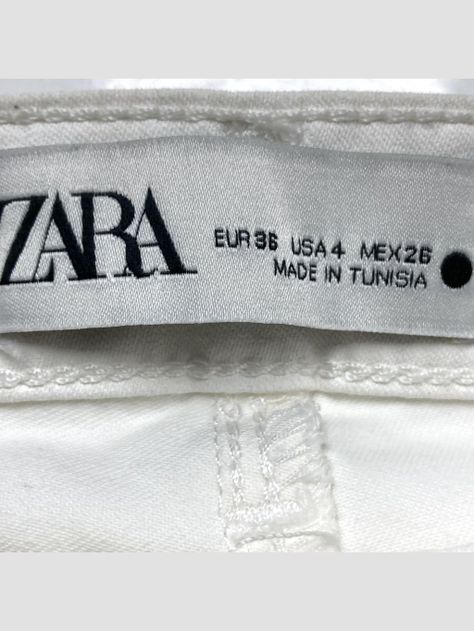 ZARA
EUR 36 USA 4 MEX 26
MADE IN TUNISIA